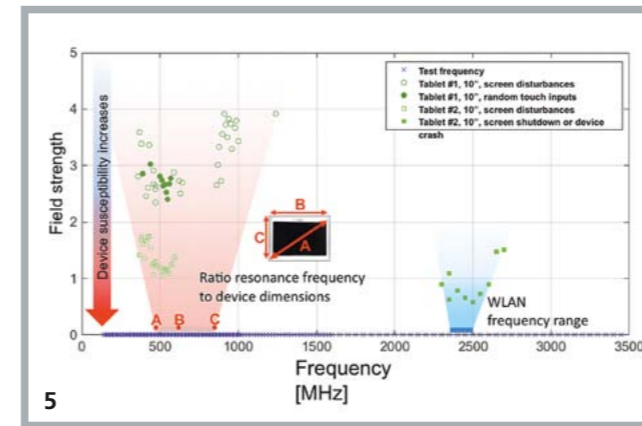 5
Test frequency
Tablet #1, 10", screen disturbances
Tablet #1, 10", random touch inputs
Tablet #2, 10", screen disturbances
Tablet #2, 10", screen shutdown or device
crash
4
Field strength
Device susceptibility increases
3
B
C
A
2
Ratio resonance frequency
to device dimensions
WLAN
frequency range
1
A B C
0
0 500 1000 1500 2000 2500 3000 3500
Frequency
[MHz]
5